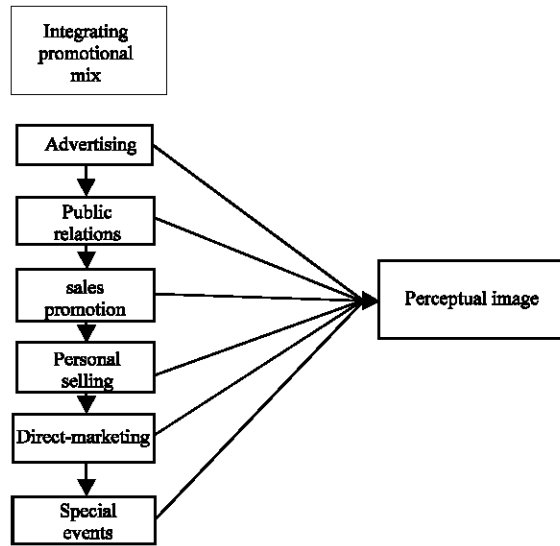 Integrating
promotional
mix
Advertising
Public
relations
sales
promotion
Personal
selling
Direct-marketing
Special
events
Perceptual image